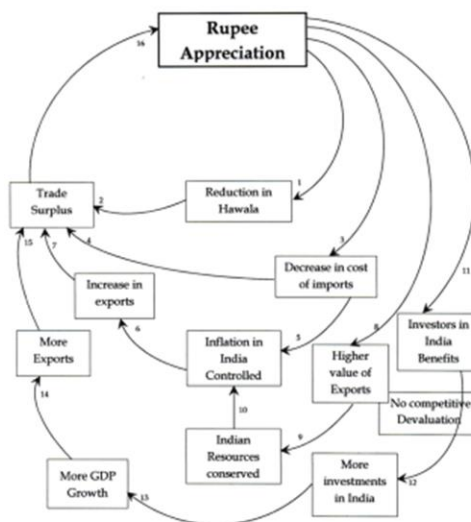 Rupee
Appreciation
16
Trade
Surplus
2
Reduction in
Hawala
1
15
7
4
3
Decrease in cost
of imports
11
Increase in
exports
6
5
8
Investors in
India
Benefits
More
Exports
Inflation in
India
Controlled
Higher
value of
Exports
No competitive
Devaluation
14
10
9
Indian
Resources
conserved
More GDP
Growth
13
More
investments
in India
12